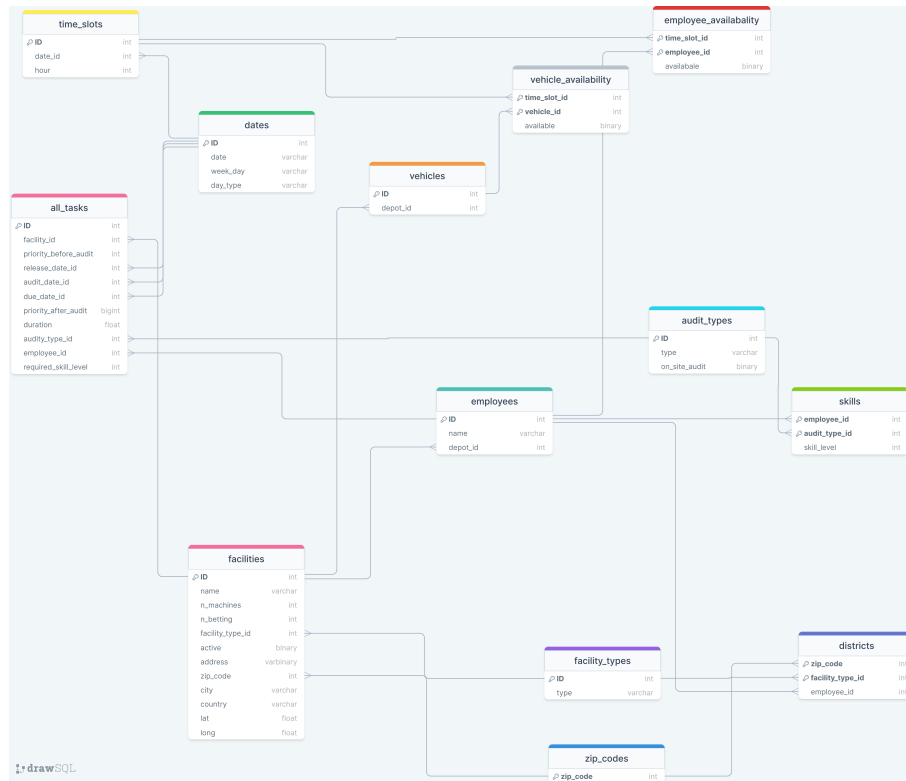 time_slots
ID int
date_id int
hour int
employee_availabality
time_slot_id int
employee_id int
availabale binary
vehicle_availability
time_slot_id int
vehicle_id int
available binary
dates
ID int
date varchar
week_day varchar
day_type varchar
vehicles
ID int
depot_id int
all_tasks
ID int
facility_id int
priority_before_audit int
release_date_id int
audit_date_id int
due_date_id int
priority_after_audit bigint
duration float
audity_type_id int
employee_id int
required_skill_level int
audit_types
ID int
type varchar
on_site_audit binary
employees
ID int
name varchar
depot_id int
skills
employee_id int
audit_type_id int
skill_level int
facilities
ID int
name varchar
n_machines int
n_betting int
facility_type_id int
active binary
address varbinary
zip_code int
city varchar
country varchar
lat float
long float
facility_types
ID int
type varchar
districts
zip_code int
facility_type_id int
employee_id int
zip_codes
zip_code int
drawSQL